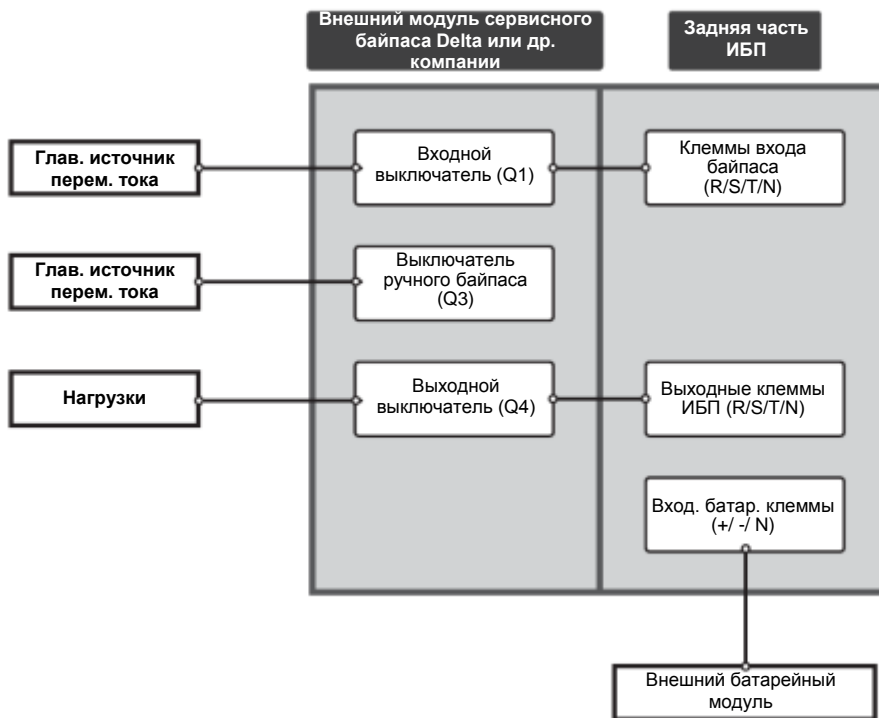 Внешний модуль сервисного
байпаса Delta или др.
компании
Задняя часть
ИБП
Глав. источник
перем. тока
Входной
выключатель (Q1)
Клеммы входа
байпаса
(R/S/T/N)
Глав. источник
перем. тока
Выключатель
ручного байпаса
(Q3)
Нагрузки
Выходной
выключатель (Q4)
Выходные клеммы
ИБП (R/S/T/N)
Вход. батар. клеммы
(+/ -/ N)
Внешний батарейный
модуль